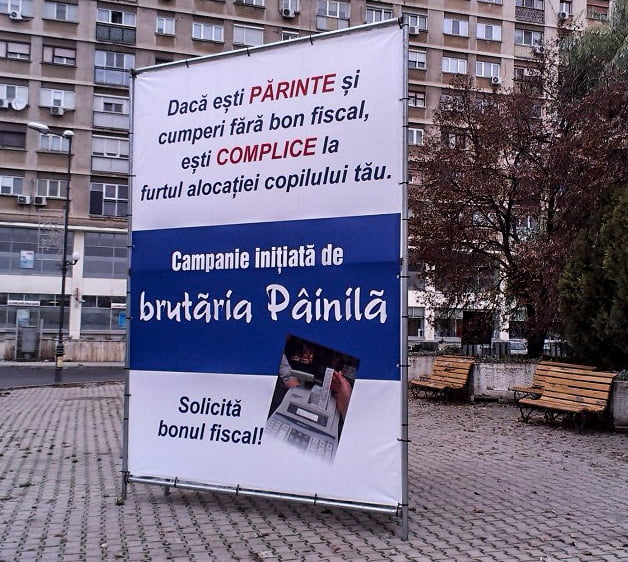 Dacă ești PĂRINTE și
cumperi fără bon fiscal,
ești COMPLICE la
furtul alocației copilului tău.
Campanie inițiată de
brutăria Pâinilă
Solicită
bonul fiscal!